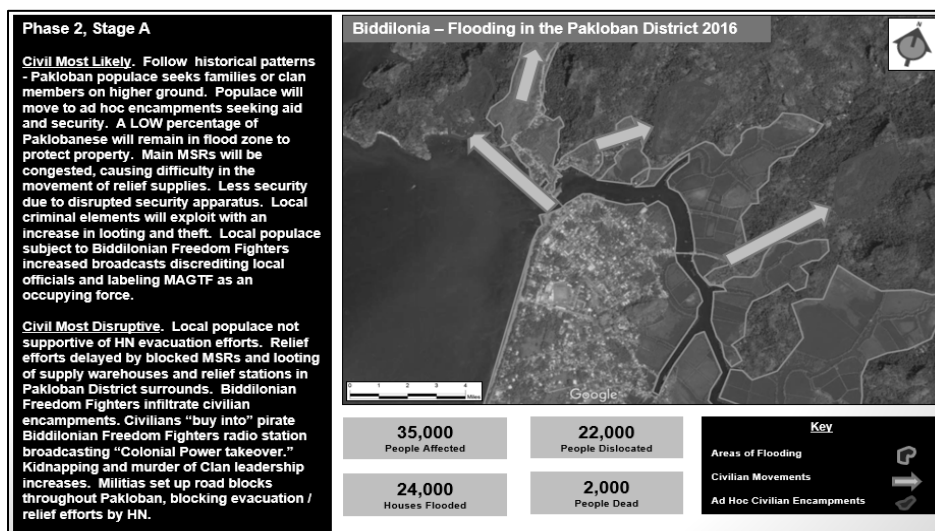 Phase 2, Stage A
Civil Most Likely. Follow historical patterns
- Pakloban populace seeks families or clan
members on higher ground. Populace will
move to ad hoc encampments seeking aid
and security. A LOW percentage of
Paklobanese will remain in flood zone to
protect property. Main MSRs will be
congested, causing difficulty in the
movement of relief supplies. Less security
due to disrupted security apparatus. Local
criminal elements will exploit with an
increase in looting and theft. Local populace
subject to Biddilonian Freedom Fighters
increased broadcasts discrediting local
officials and labeling MAGTF as an
occupying force.
Civil Most Disruptive. Local populace not
supportive of HN evacuation efforts. Relief
efforts delayed by blocked MSRs and looting
of supply warehouses and relief stations in
Pakloban District surrounds. Biddilonian
Freedom Fighters infiltrate civilian
encampments. Civilians “buy into” pirate
Biddilonian Freedom Fighters radio station
broadcasting “Colonial Power takeover.”
Kidnapping and murder of Clan leadership
increases. Militias set up road blocks
throughout Pakloban, blocking evacuation /
relief efforts by HN.
Biddilonia – Flooding in the Pakloban District 2016
0 1 2 3 4
Miles
Google
35,000
People Affected
22,000
People Dislocated
24,000
Houses Flooded
2,000
People Dead
Key
Areas of Flooding
Civilian Movements
Ad Hoc Civilian Encampments